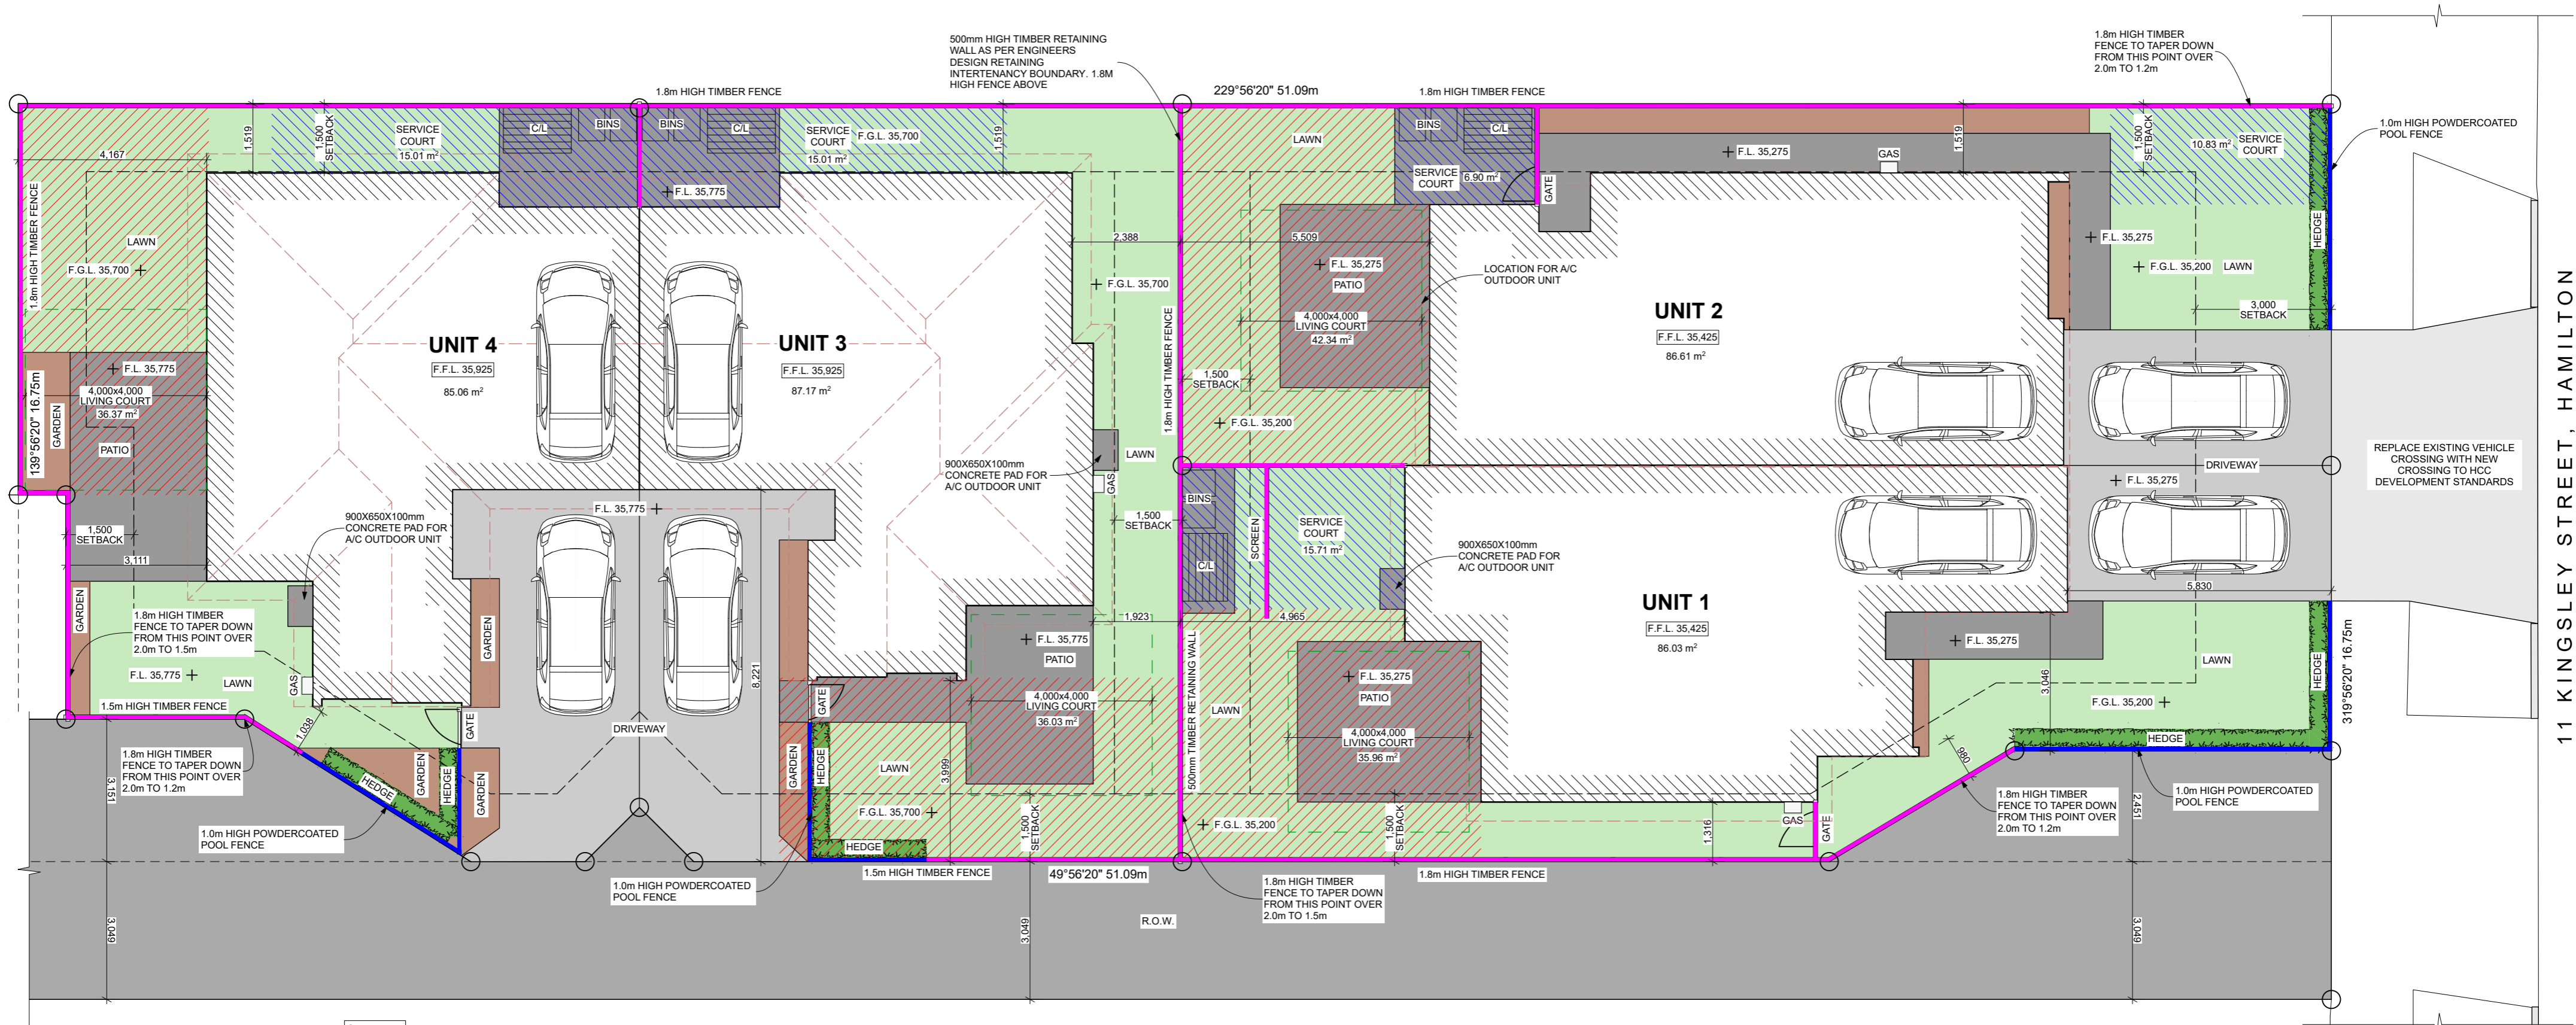 500mm HIGH TIMBER RETAINING
WALL AS PER ENGINEERS
DESIGN RETAINING
INTERTENANCY BOUNDARY. 1.8M
HIGH FENCE ABOVE
1.8m HIGH TIMBER FENCE
229°56'20" 51.09m
1.8m HIGH TIMBER FENCE
1.8m HIGH TIMBER
FENCE TO TAPER DOWN
FROM THIS POINT OVER
2.0m TO 1.2m
1.0m HIGH POWDERCOATED
POOL FENCE
4,167
1,519
1,500
SETBACK
SERVICE
COURT
15.01 m²
C/L
BINS
BINS
C/L
F.L. 35,775
SERVICE
COURT
15.01 m²
F.G.L. 35,700
1,519
LAWN
SERVICE
COURT
6.90 m²
BINS
C/L
GATE
F.L. 35,275
GAS
1,519
1,500
SETBACK
10.83 m²
SERVICE
COURT
HEDGE
1.8m HIGH TIMBER FENCE
LAWN
F.G.L. 35,700
UNIT 4
F.F.L. 35,925
85.06 m²
UNIT 3
F.F.L. 35,925
87.17 m²
2,388
F.G.L. 35,700
1.8m HIGH TIMBER FENCE
5,509
F.L. 35,275
PATIO
4,000x4,000
LIVING COURT
42.34 m²
LOCATION FOR A/C
OUTDOOR UNIT
1,500
SETBACK
F.G.L. 35,200
UNIT 2
F.F.L. 35,425
86.61 m²
F.L. 35,275
F.G.L. 35,200
LAWN
3,000
SETBACK
139°56'20" 16.75m
GARDEN
F.L. 35,775
4,000x4,000
LIVING COURT
36.37 m²
PATIO
1,500
SETBACK
3,111
900X650X100mm
CONCRETE PAD FOR
A/C OUTDOOR UNIT
F.L. 35,775
900X650X100mm
CONCRETE PAD FOR
A/C OUTDOOR UNIT
LAWN
GAS
1,500
SETBACK
BINS
C/L
SCREEN
SERVICE
COURT
15.71 m²
900X650X100mm
CONCRETE PAD FOR
A/C OUTDOOR UNIT
DRIVEWAY
F.L. 35,275
REPLACE EXISTING VEHICLE
CROSSING WITH NEW
CROSSING TO HCC
DEVELOPMENT STANDARDS
11 KINGSLEY STREET, HAMILTON
GARDEN
1.8m HIGH TIMBER
FENCE TO TAPER DOWN
FROM THIS POINT OVER
2.0m TO 1.5m
F.L. 35,775
LAWN
GAS
1.5m HIGH TIMBER FENCE
GARDEN
GATE
8,221
1,923
F.L. 35,775
PATIO
4,000x4,000
LIVING COURT
36.03 m²
4,965
500mm TIMBER RETAINING WALL
LAWN
F.L. 35,275
PATIO
4,000x4,000
LIVING COURT
35.96 m²
UNIT 1
F.F.L. 35,425
86.03 m²
5,830
F.L. 35,275
3,046
LAWN
F.G.L. 35,200
HEDGE
319°56'20" 16.75m
1,038
1.8m HIGH TIMBER
FENCE TO TAPER DOWN
FROM THIS POINT OVER
2.0m TO 1.2m
3,151
HEDGE
GARDEN
HEDGE
GARDEN
DRIVEWAY
GATE
GARDEN
HEDGE
LAWN
3,999
F.G.L. 35,700
HEDGE
1,500
SETBACK
F.G.L. 35,200
1,500
SETBACK
1,316
GAS
GATE
980
HEDGE
1.8m HIGH TIMBER
FENCE TO TAPER DOWN
FROM THIS POINT OVER
2.0m TO 1.2m
2,451
1.0m HIGH POWDERCOATED
POOL FENCE
1.0m HIGH POWDERCOATED
POOL FENCE
1.0m HIGH POWDERCOATED
POOL FENCE
1.5m HIGH TIMBER FENCE
49°56'20" 51.09m
1.8m HIGH TIMBER
FENCE TO TAPER DOWN
FROM THIS POINT OVER
2.0m TO 1.5m
1.8m HIGH TIMBER FENCE
3,049
3,049
R.O.W.
3,049